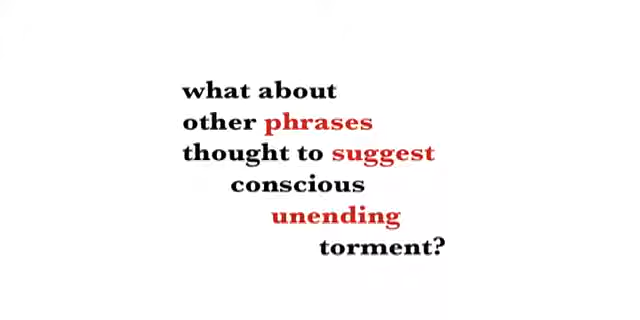 what about
other phrases
thought to suggest
conscious
unending
torment?